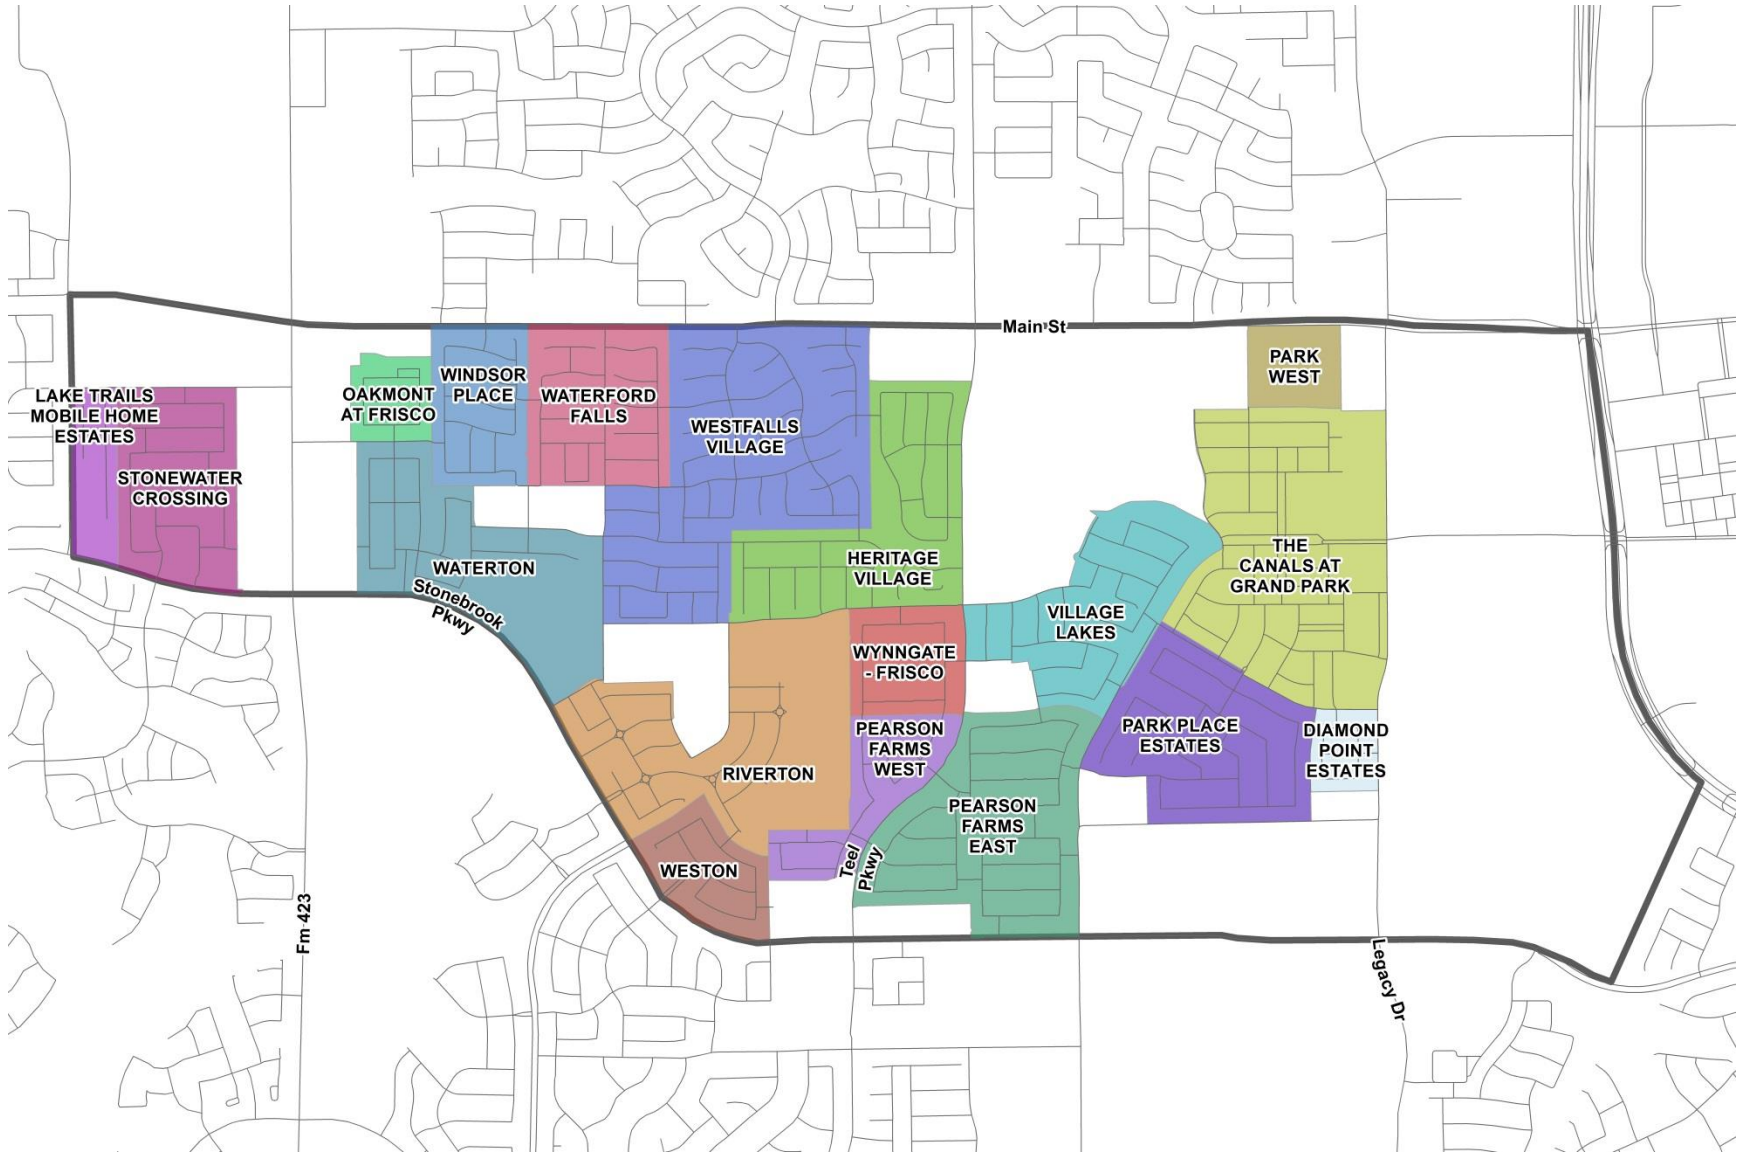 Main St
PARK
WEST
WINDSOR
PLACE
OAKMONT
AT FRISCO
WATERFORD
FALLS
WESTFALLS
VILLAGE
LAKE TRAILS
MOBILE HOME
ESTATES
STONEWATER
CROSSING
WATERTON
HERITAGE
VILLAGE
THE
CANALS AT
GRAND PARK
Stonebrook
Pkwy
VILLAGE
LAKES
WYNNGATE
- FRISCO
PEARSON
FARMS
WEST
PARK PLACE
ESTATES
DIAMOND
POINT
ESTATES
RIVERTON
PEARSON
FARMS
EAST
WESTON
Teel
Pkwy
Fm 423
Legacy Dr